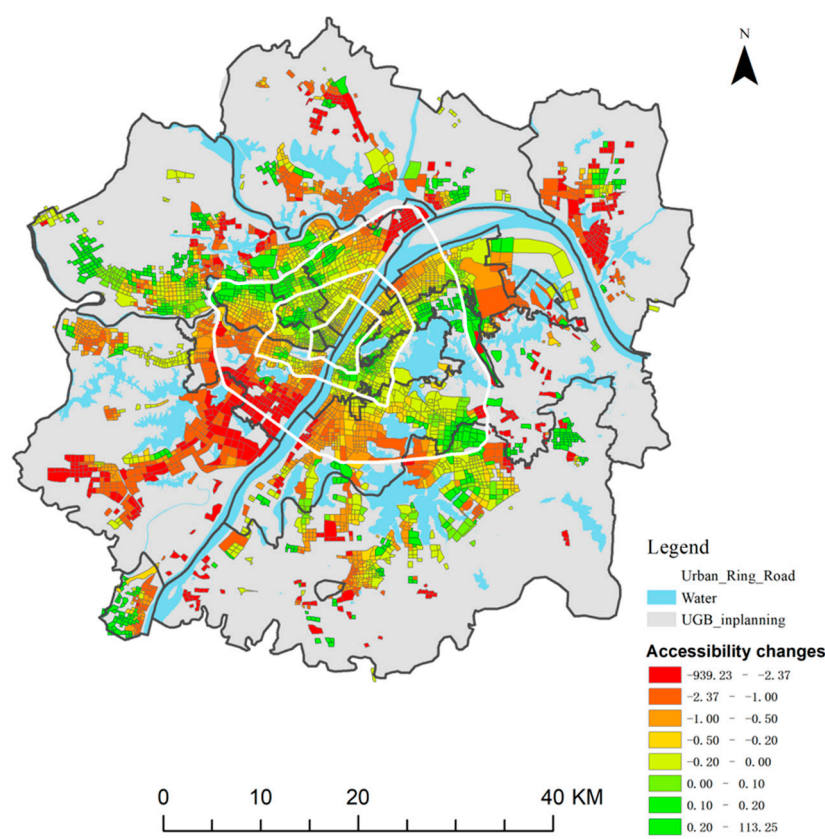 N
Legend
Urban_Ring_Road
Water
UGB_inplanning
Accessibility changes
-939.23 - -2.37
-2.37 - -1.00
-1.00 - -0.50
-0.50 - -0.20
-0.20 - 0.00
0.00 - 0.10
0.10 - 0.20
0.20 - 113.25
0 10 20 40 KM